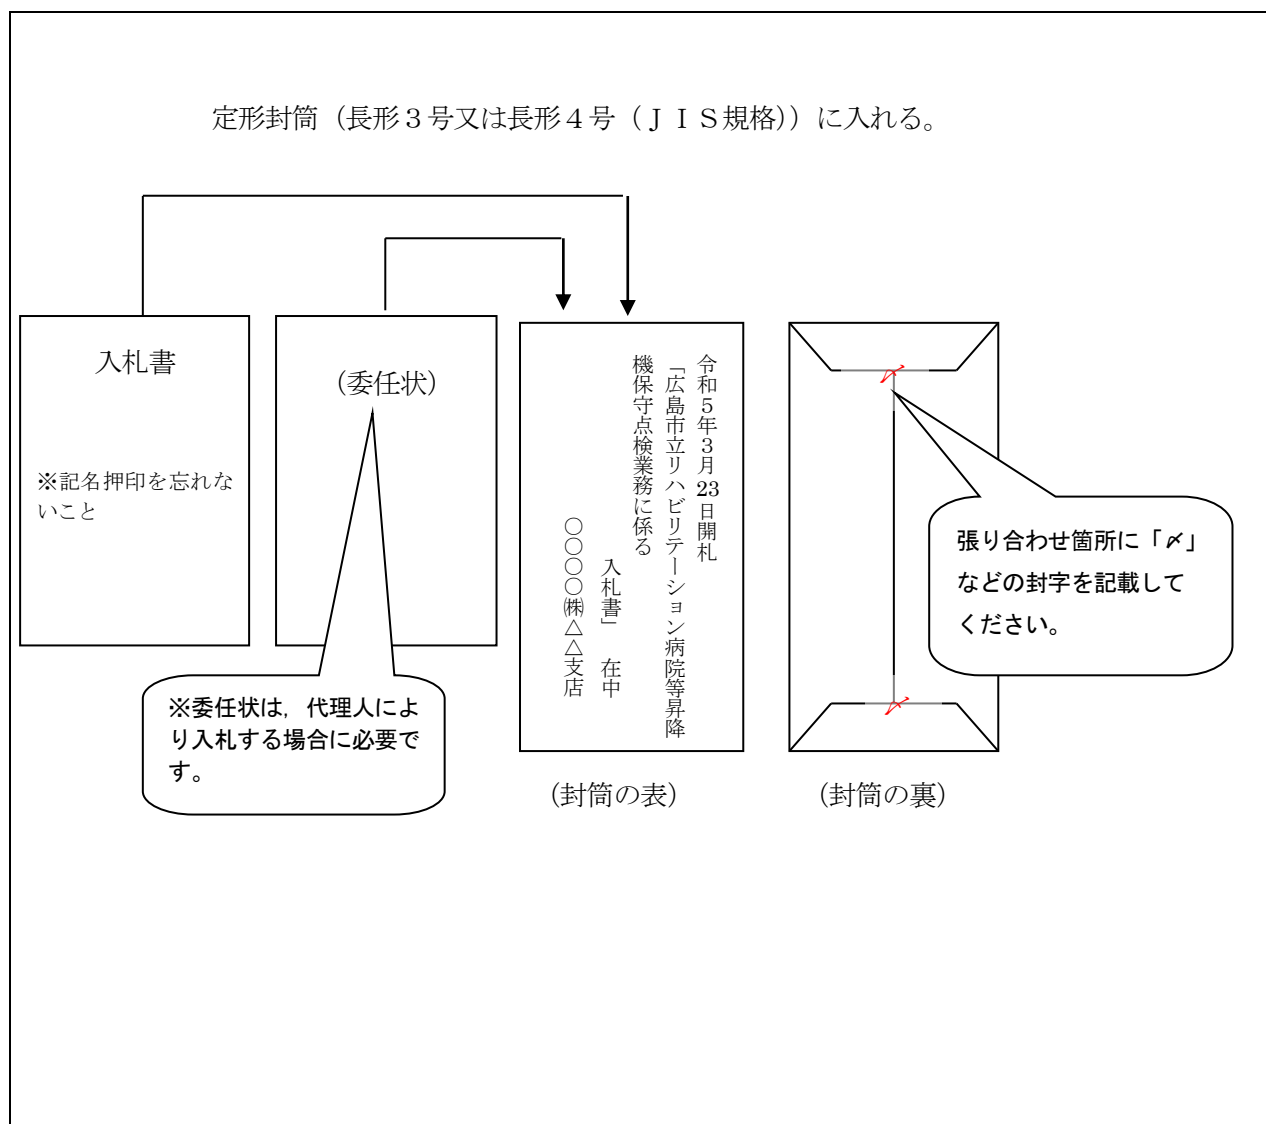 定形封筒（長形３号又は長形４号（ＪＩＳ規格））に入れる。
入札書
※記名押印を忘れな
いこと
（委任状）
※委任状は，代理人によ
り入札する場合に必要で
す。
令和５年３月23日開札
「広島市立リハビリテーション病院等昇降
機保守点検業務に係る
入札書」　在中
〇〇〇〇㈱△△支店
（封筒の表）
〆
〆
張り合わせ箇所に「〆」
などの封字を記載して
ください。
（封筒の裏）